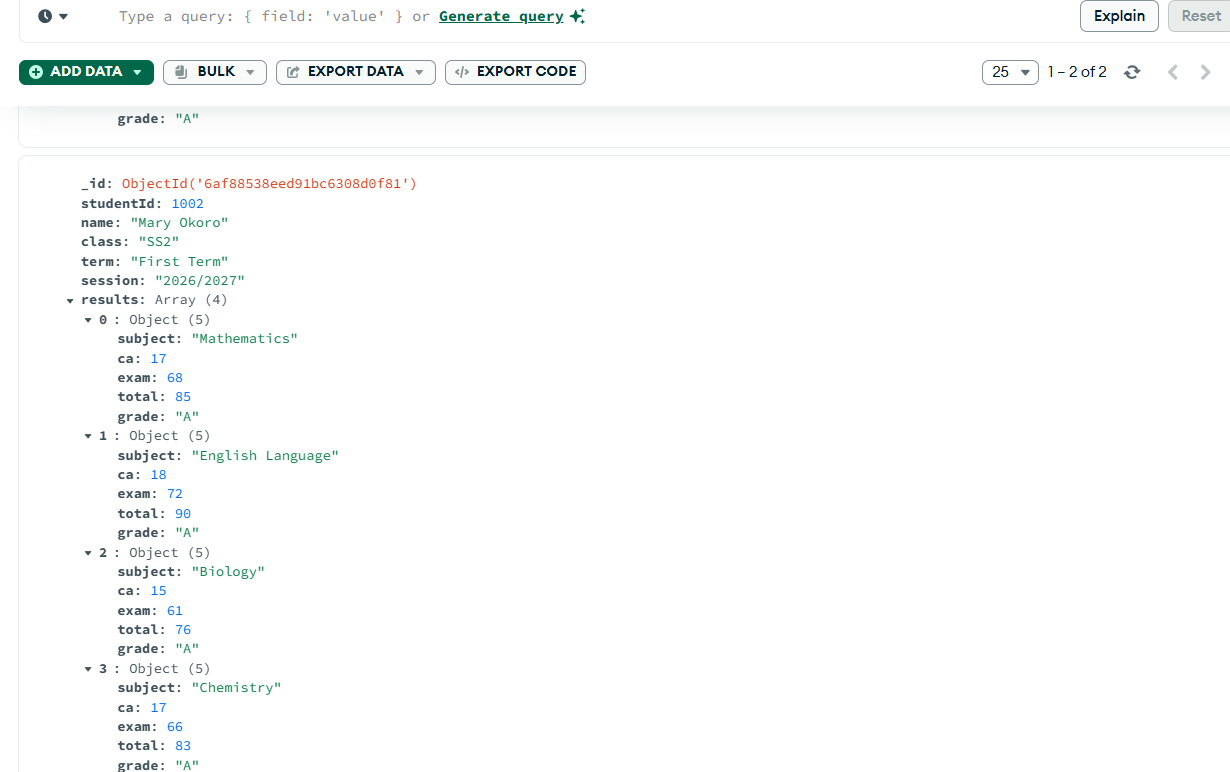 Type a query: { field: 'value' } or Generate query
Explain
Reset
ADD DATA
BULK
EXPORT DATA
</> EXPORT CODE
25
1 – 2 of 2
grade: "A"
_id: ObjectId('6af88538eed91bc6308d0f81')
studentId: 1002
name: "Mary Okoro"
class: "SS2"
term: "First Term"
session: "2026/2027"
results: Array (4)
0 : Object (5)
subject: "Mathematics"
ca: 17
exam: 68
total: 85
grade: "A"
1 : Object (5)
subject: "English Language"
ca: 18
exam: 72
total: 90
grade: "A"
2 : Object (5)
subject: "Biology"
ca: 15
exam: 61
total: 76
grade: "A"
3 : Object (5)
subject: "Chemistry"
ca: 17
exam: 66
total: 83
grade: "A"